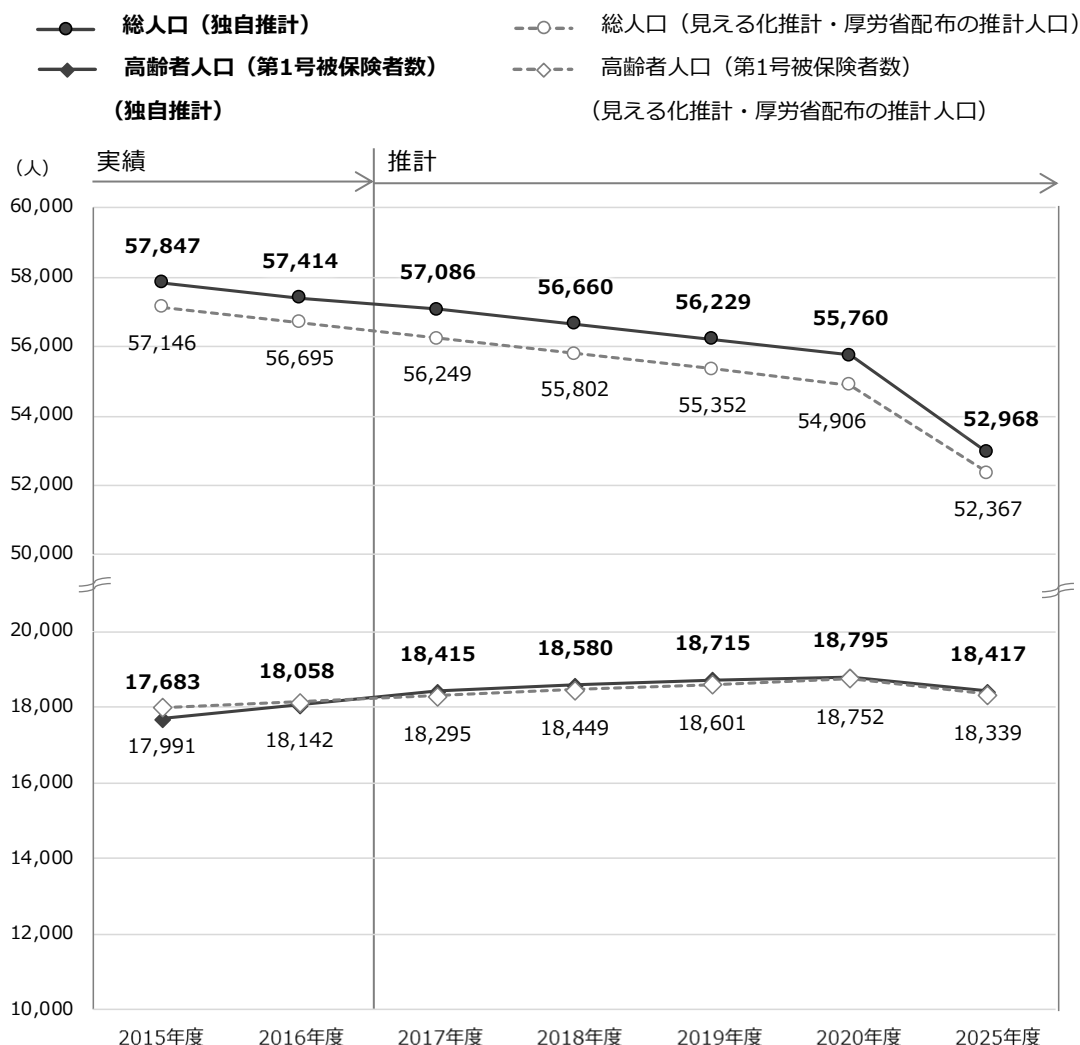 総人口（独自推計）
総人口（見える化推計・厚労省配布の推計人口）
高齢者人口（第1号被保険者数）
（独自推計）
高齢者人口（第1号被保険者数）
（見える化推計・厚労省配布の推計人口）
（人）
実績
推計
60,000
58,000
56,000
54,000
52,000
50,000
57,847
57,414
57,086
56,660
56,229
55,760
52,968
57,146
56,695
56,249
55,802
55,352
54,906
52,367
20,000
18,000
16,000
14,000
12,000
10,000
17,683
18,058
18,415
18,580
18,715
18,795
18,417
17,991
18,142
18,295
18,449
18,601
18,752
18,339
2015年度
2016年度
2017年度
2018年度
2019年度
2020年度
2025年度